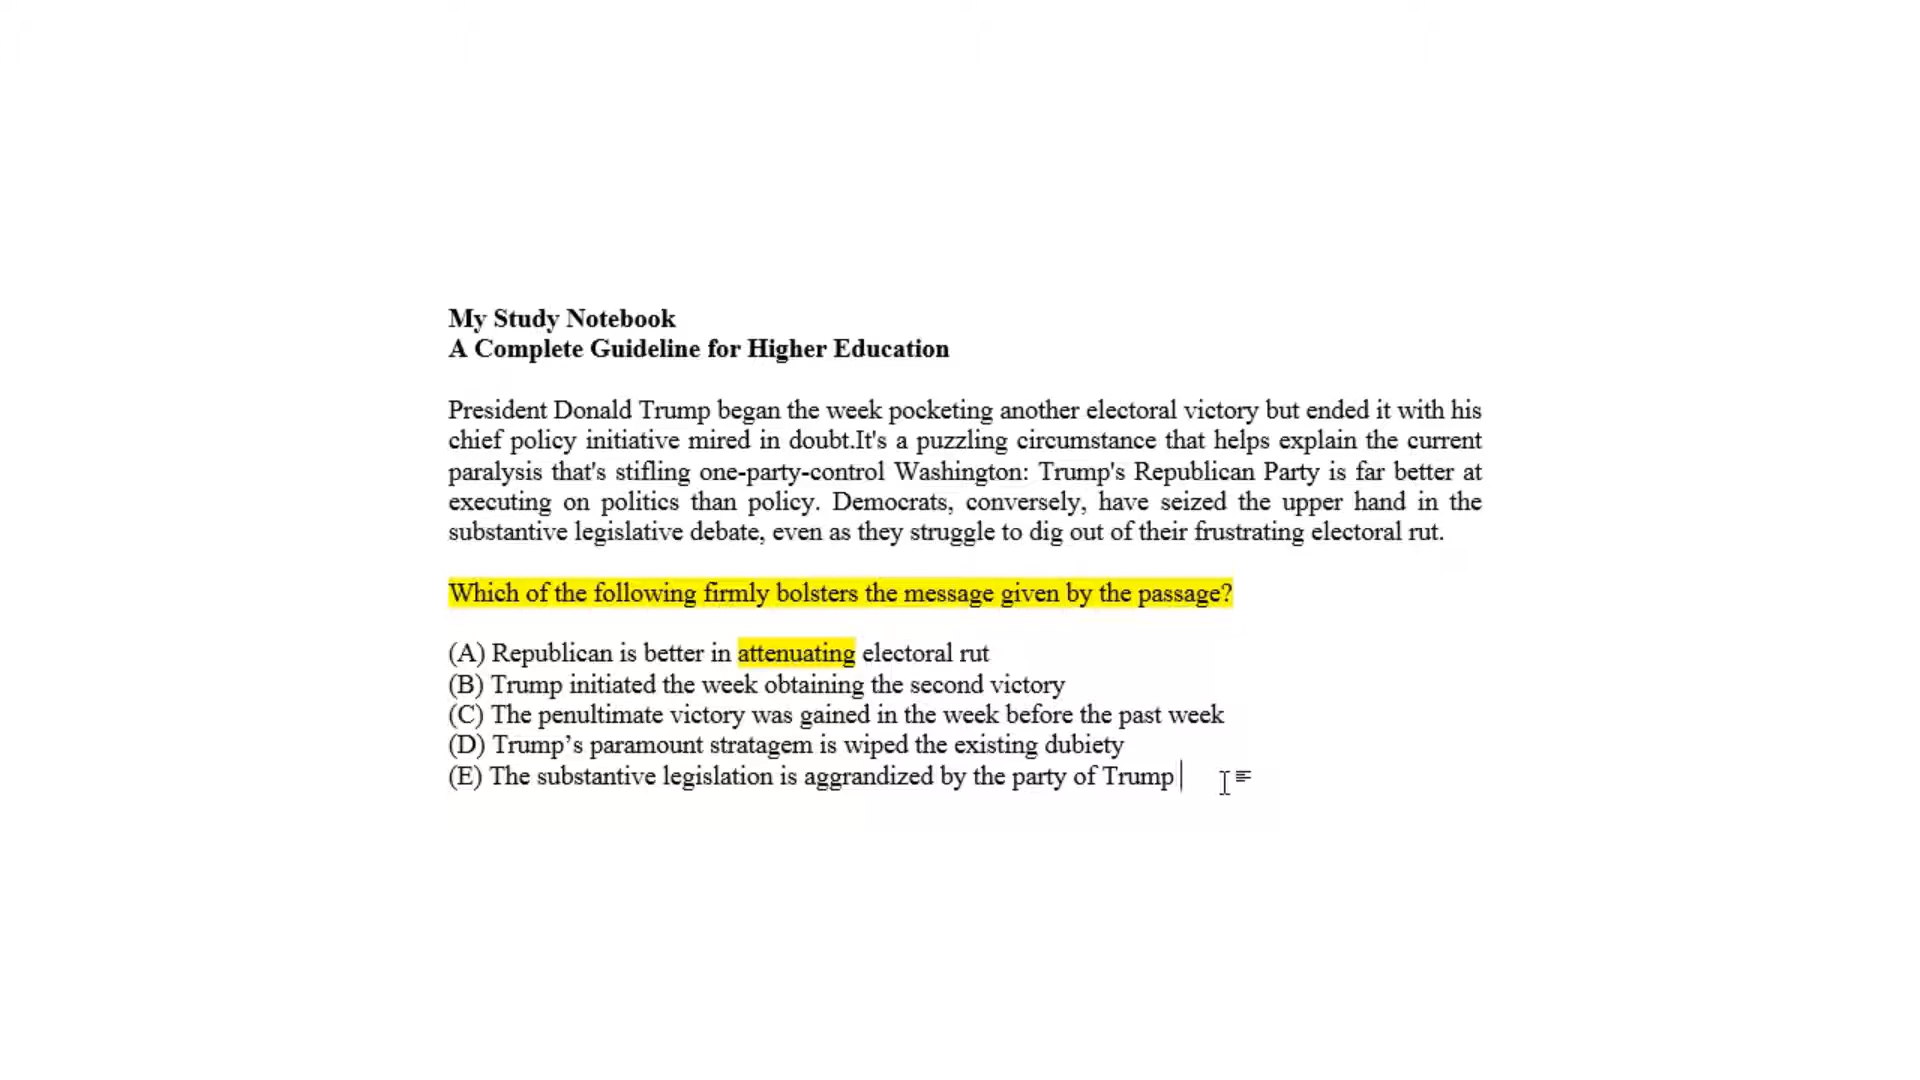 My Study Notebook
A Complete Guideline for Higher Education
President Donald Trump began the week pocketing another electoral victory but ended it with his
chief policy initiative mired in doubt.It's a puzzling circumstance that helps explain the current
paralysis that's stifling one-party-control Washington: Trump's Republican Party is far better at
executing on politics than policy. Democrats, conversely, have seized the upper hand in the
substantive legislative debate, even as they struggle to dig out of their frustrating electoral rut.
Which of the following firmly bolsters the message given by the passage?
(A) Republican is better in attenuating electoral rut
(B) Trump initiated the week obtaining the second victory
(C) The penultimate victory was gained in the week before the past week
(D) Trump’s paramount stratagem is wiped the existing dubiety
(E) The substantive legislation is aggrandized by the party of Trump